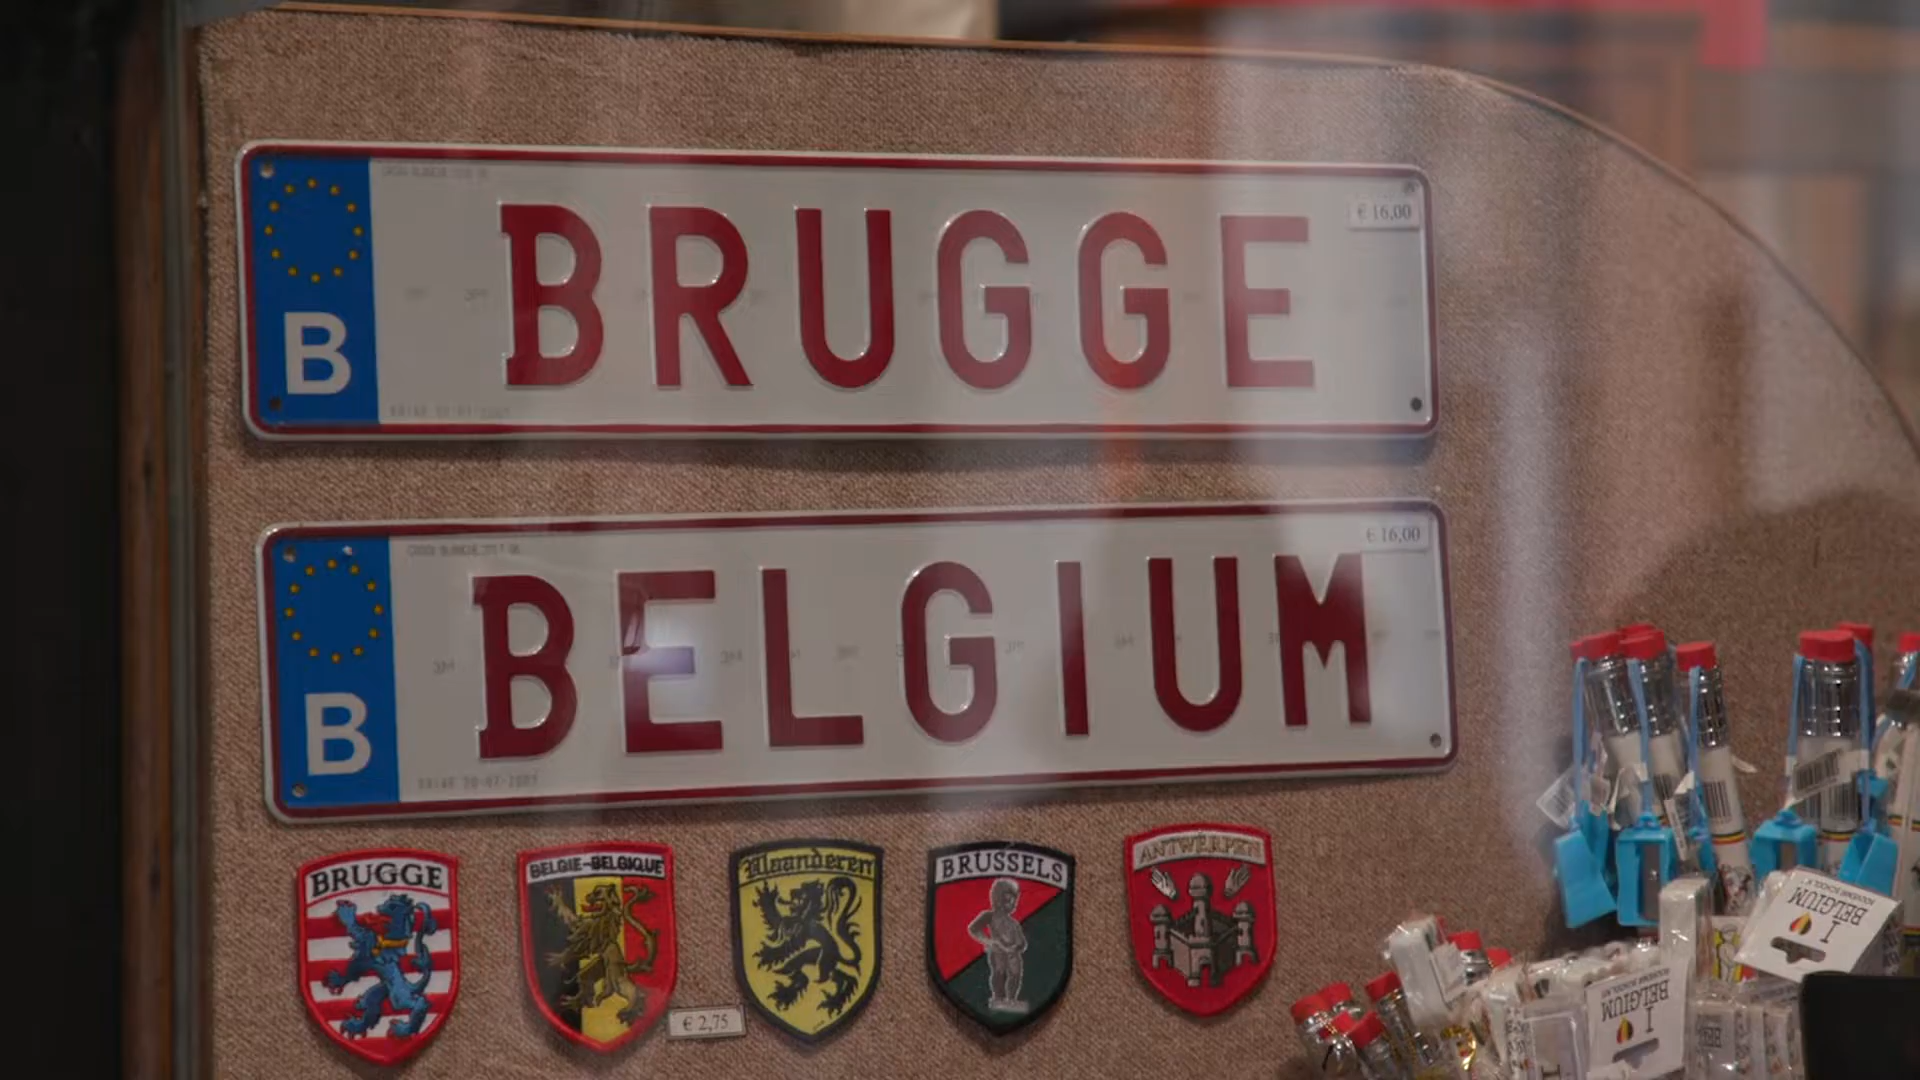 BRUGGE
€ 16,00
B
BELGIUM
€ 16,00
B
BRUGGE
BELGIE-BELGIQUE
Vlaanderen
BRUSSELS
ANTWERPEN
€ 2,75
I
BELGIUM
I
BELGIUM